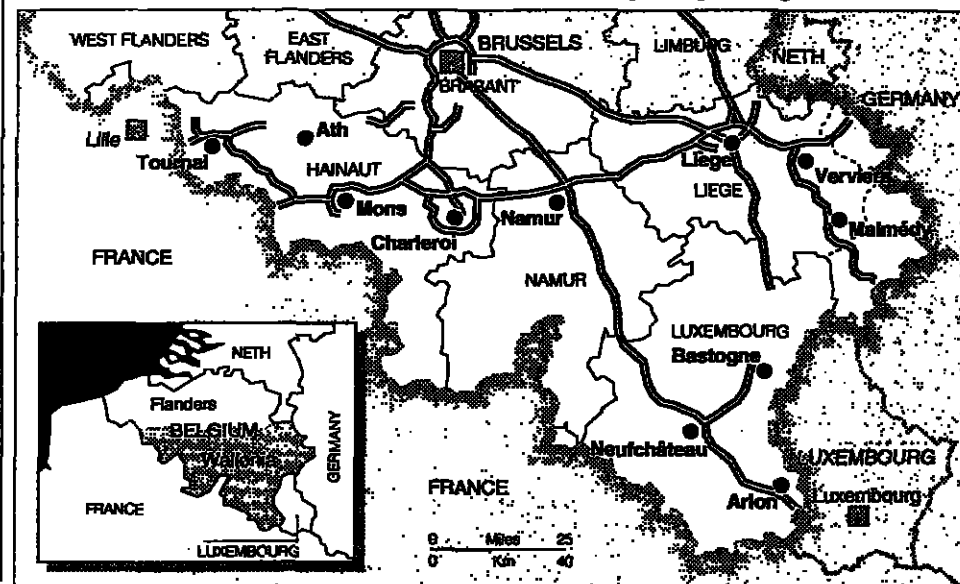 WEST FLANDERS
EAST
FLANDERS
BRUSSELS
BRABANT
LIMBURG
NETH
GERMANY
Lille
Tournai
Ath
HAINAUT
Mons
Charleroi
Namur
Liege
LIEGE
Verviers
Malmédy
FRANCE
NAMUR
LUXEMBOURG
Bastogne
Neufchâteau
Arlon
LUXEMBOURG
Luxembourg
FRANCE
0 Miles 25
0 Km 40
NETH
Flanders
BELGIUM
Wallonia
GERMANY
FRANCE
LUXEMBOURG